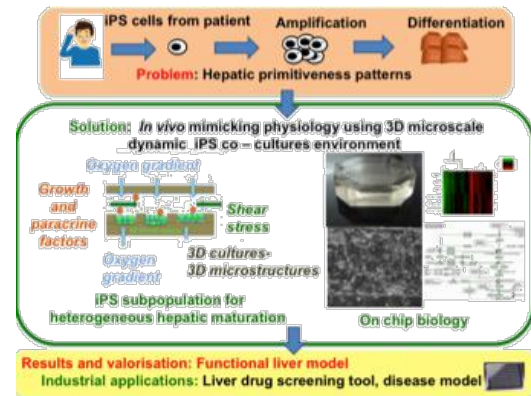 iPS cells from patient
Amplification
Differentiation
Problem: Hepatic primitiveness patterns
Solution: In vivo mimicking physiology using 3D microscale
dynamic iPS co – cultures environment
Oxygen gradient
Growth
and
paracrine
factors
Shear
stress
Oxygen
gradient
3D cultures-
3D microstructures
iPS subpopulation for
heterogeneous hepatic maturation
On chip biology
Results and valorisation: Functional liver model
Industrial applications: Liver drug screening tool, disease model